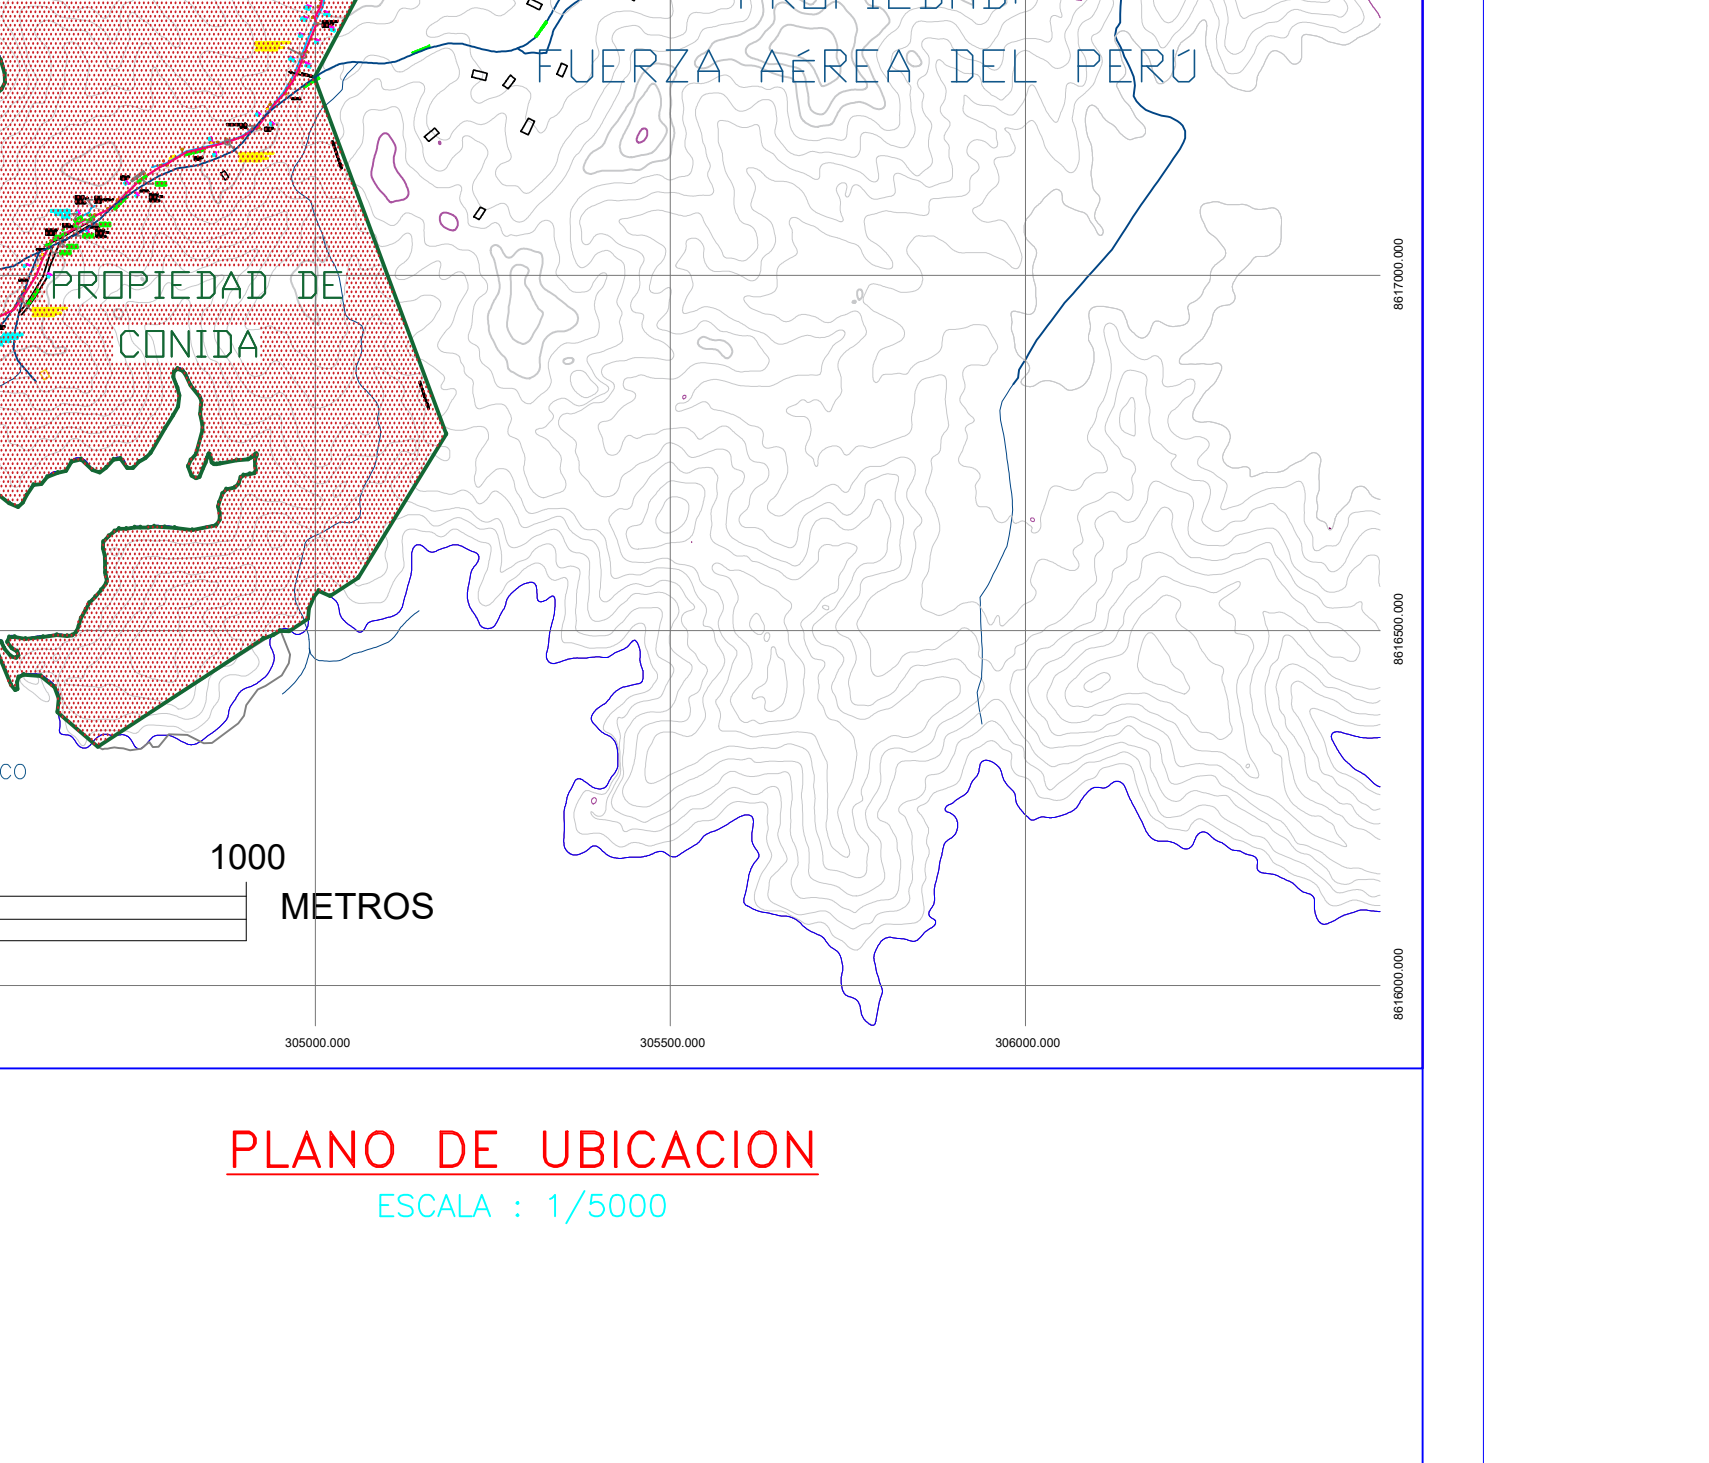 FUERZA AÉREA DEL PERÚ
PROPIEDAD DE
CONIDA
8617000.000
8616500.000
CO
1000
METROS
8616000.000
305000.000
305500.000
306000.000
PLANO DE UBICACION
ESCALA : 1/5000